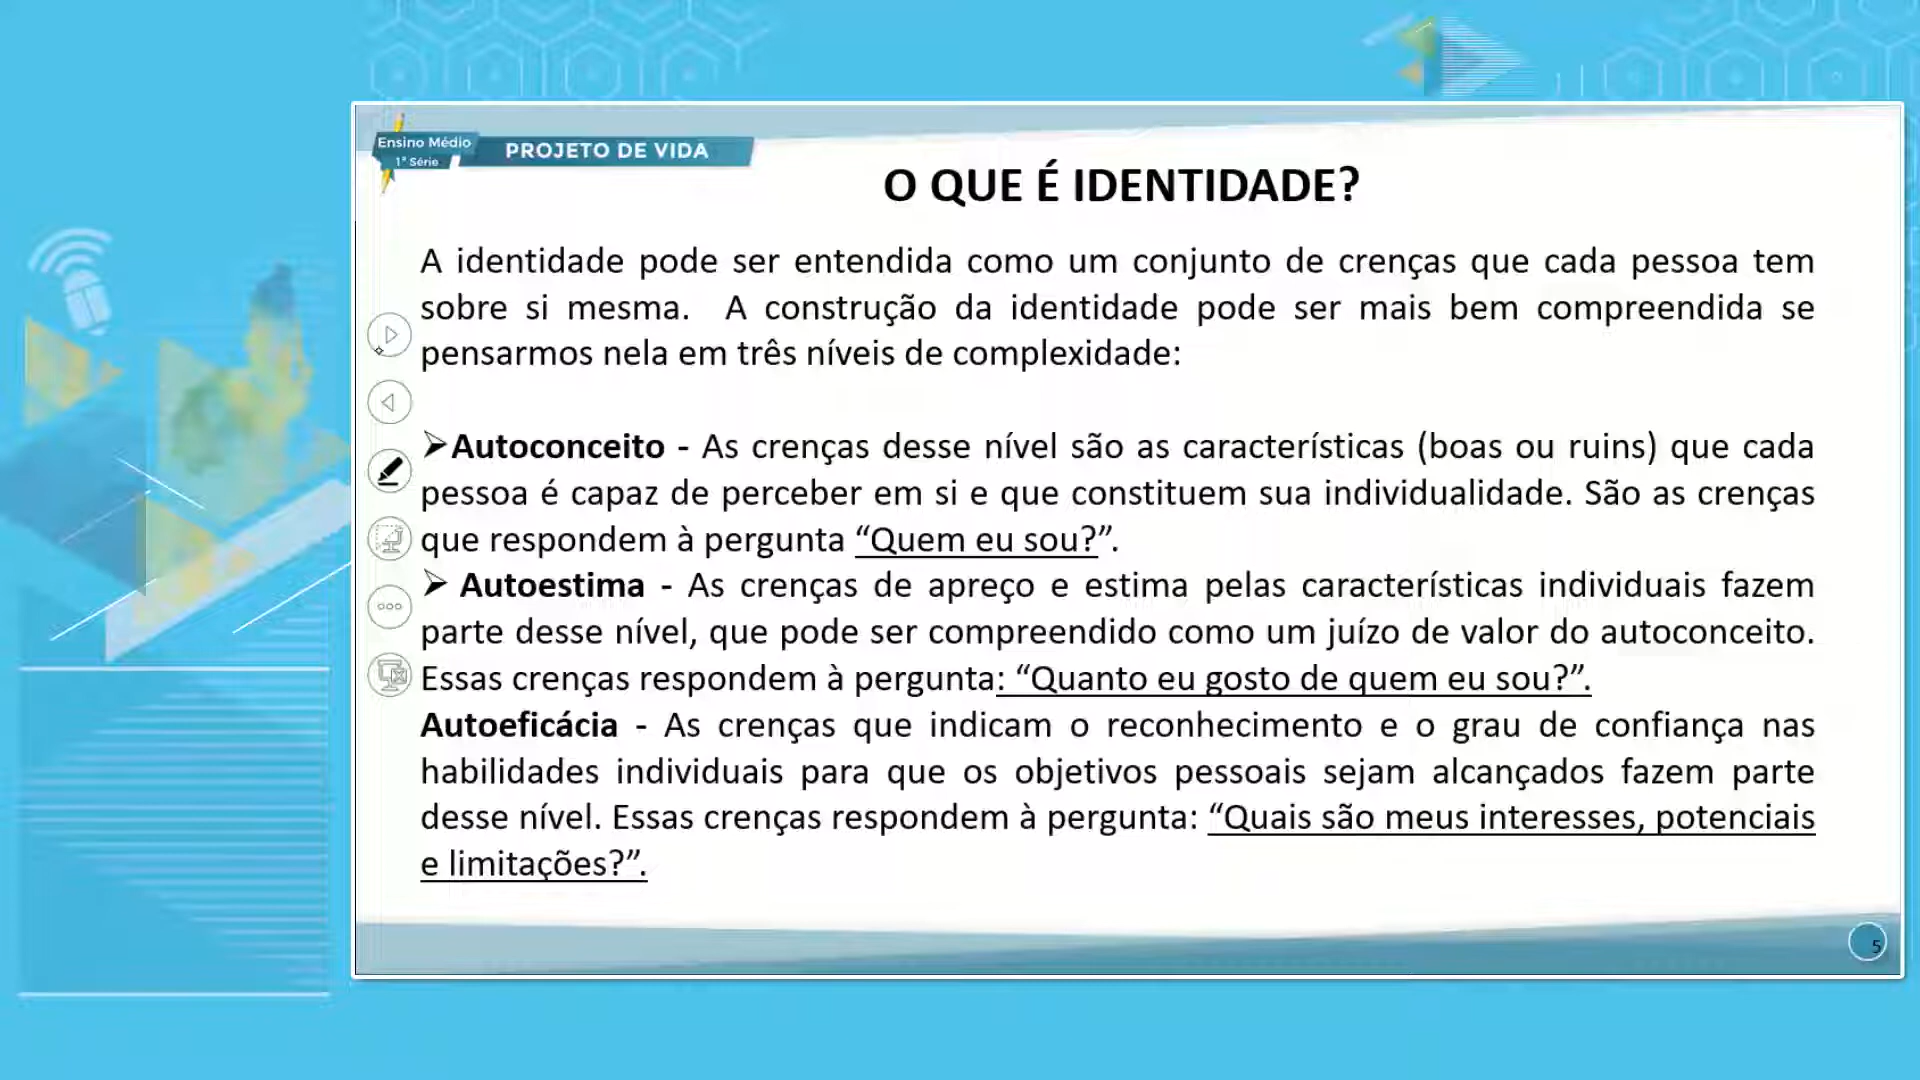 Ensino Médio
1ª Série
PROJETO DE VIDA
O QUE É IDENTIDADE?
A identidade pode ser entendida como um conjunto de crenças que cada pessoa tem
sobre si mesma. A construção da identidade pode ser mais bem compreendida se
pensarmos nela em três níveis de complexidade:
➢Autoconceito - As crenças desse nível são as características (boas ou ruins) que cada
pessoa é capaz de perceber em si e que constituem sua individualidade. São as crenças
que respondem à pergunta “Quem eu sou?”.
➢ Autoestima - As crenças de apreço e estima pelas características individuais fazem
parte desse nível, que pode ser compreendido como um juízo de valor do autoconceito.
Essas crenças respondem à pergunta: “Quanto eu gosto de quem eu sou?”.
Autoeficácia - As crenças que indicam o reconhecimento e o grau de confiança nas
habilidades individuais para que os objetivos pessoais sejam alcançados fazem parte
desse nível. Essas crenças respondem à pergunta: “Quais são meus interesses, potenciais
e limitações?”.
5